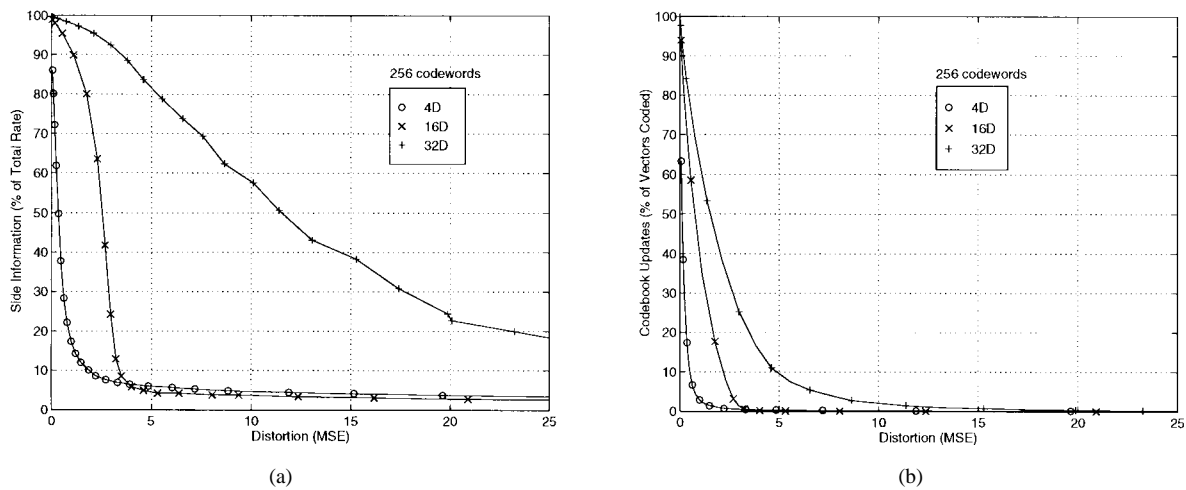 100
90
80
70
60
50
40
30
20
10
0
0 5 10 15 20 25
Side Information (% of Total Rate)
Distortion (MSE)
256 codewords
4D
16D
32D
(a)
100
90
80
70
60
50
40
30
20
10
0
0 5 10 15 20 25
Codebook Updates (% of Vectors Coded)
Distortion (MSE)
256 codewords
4D
16D
32D
(b)